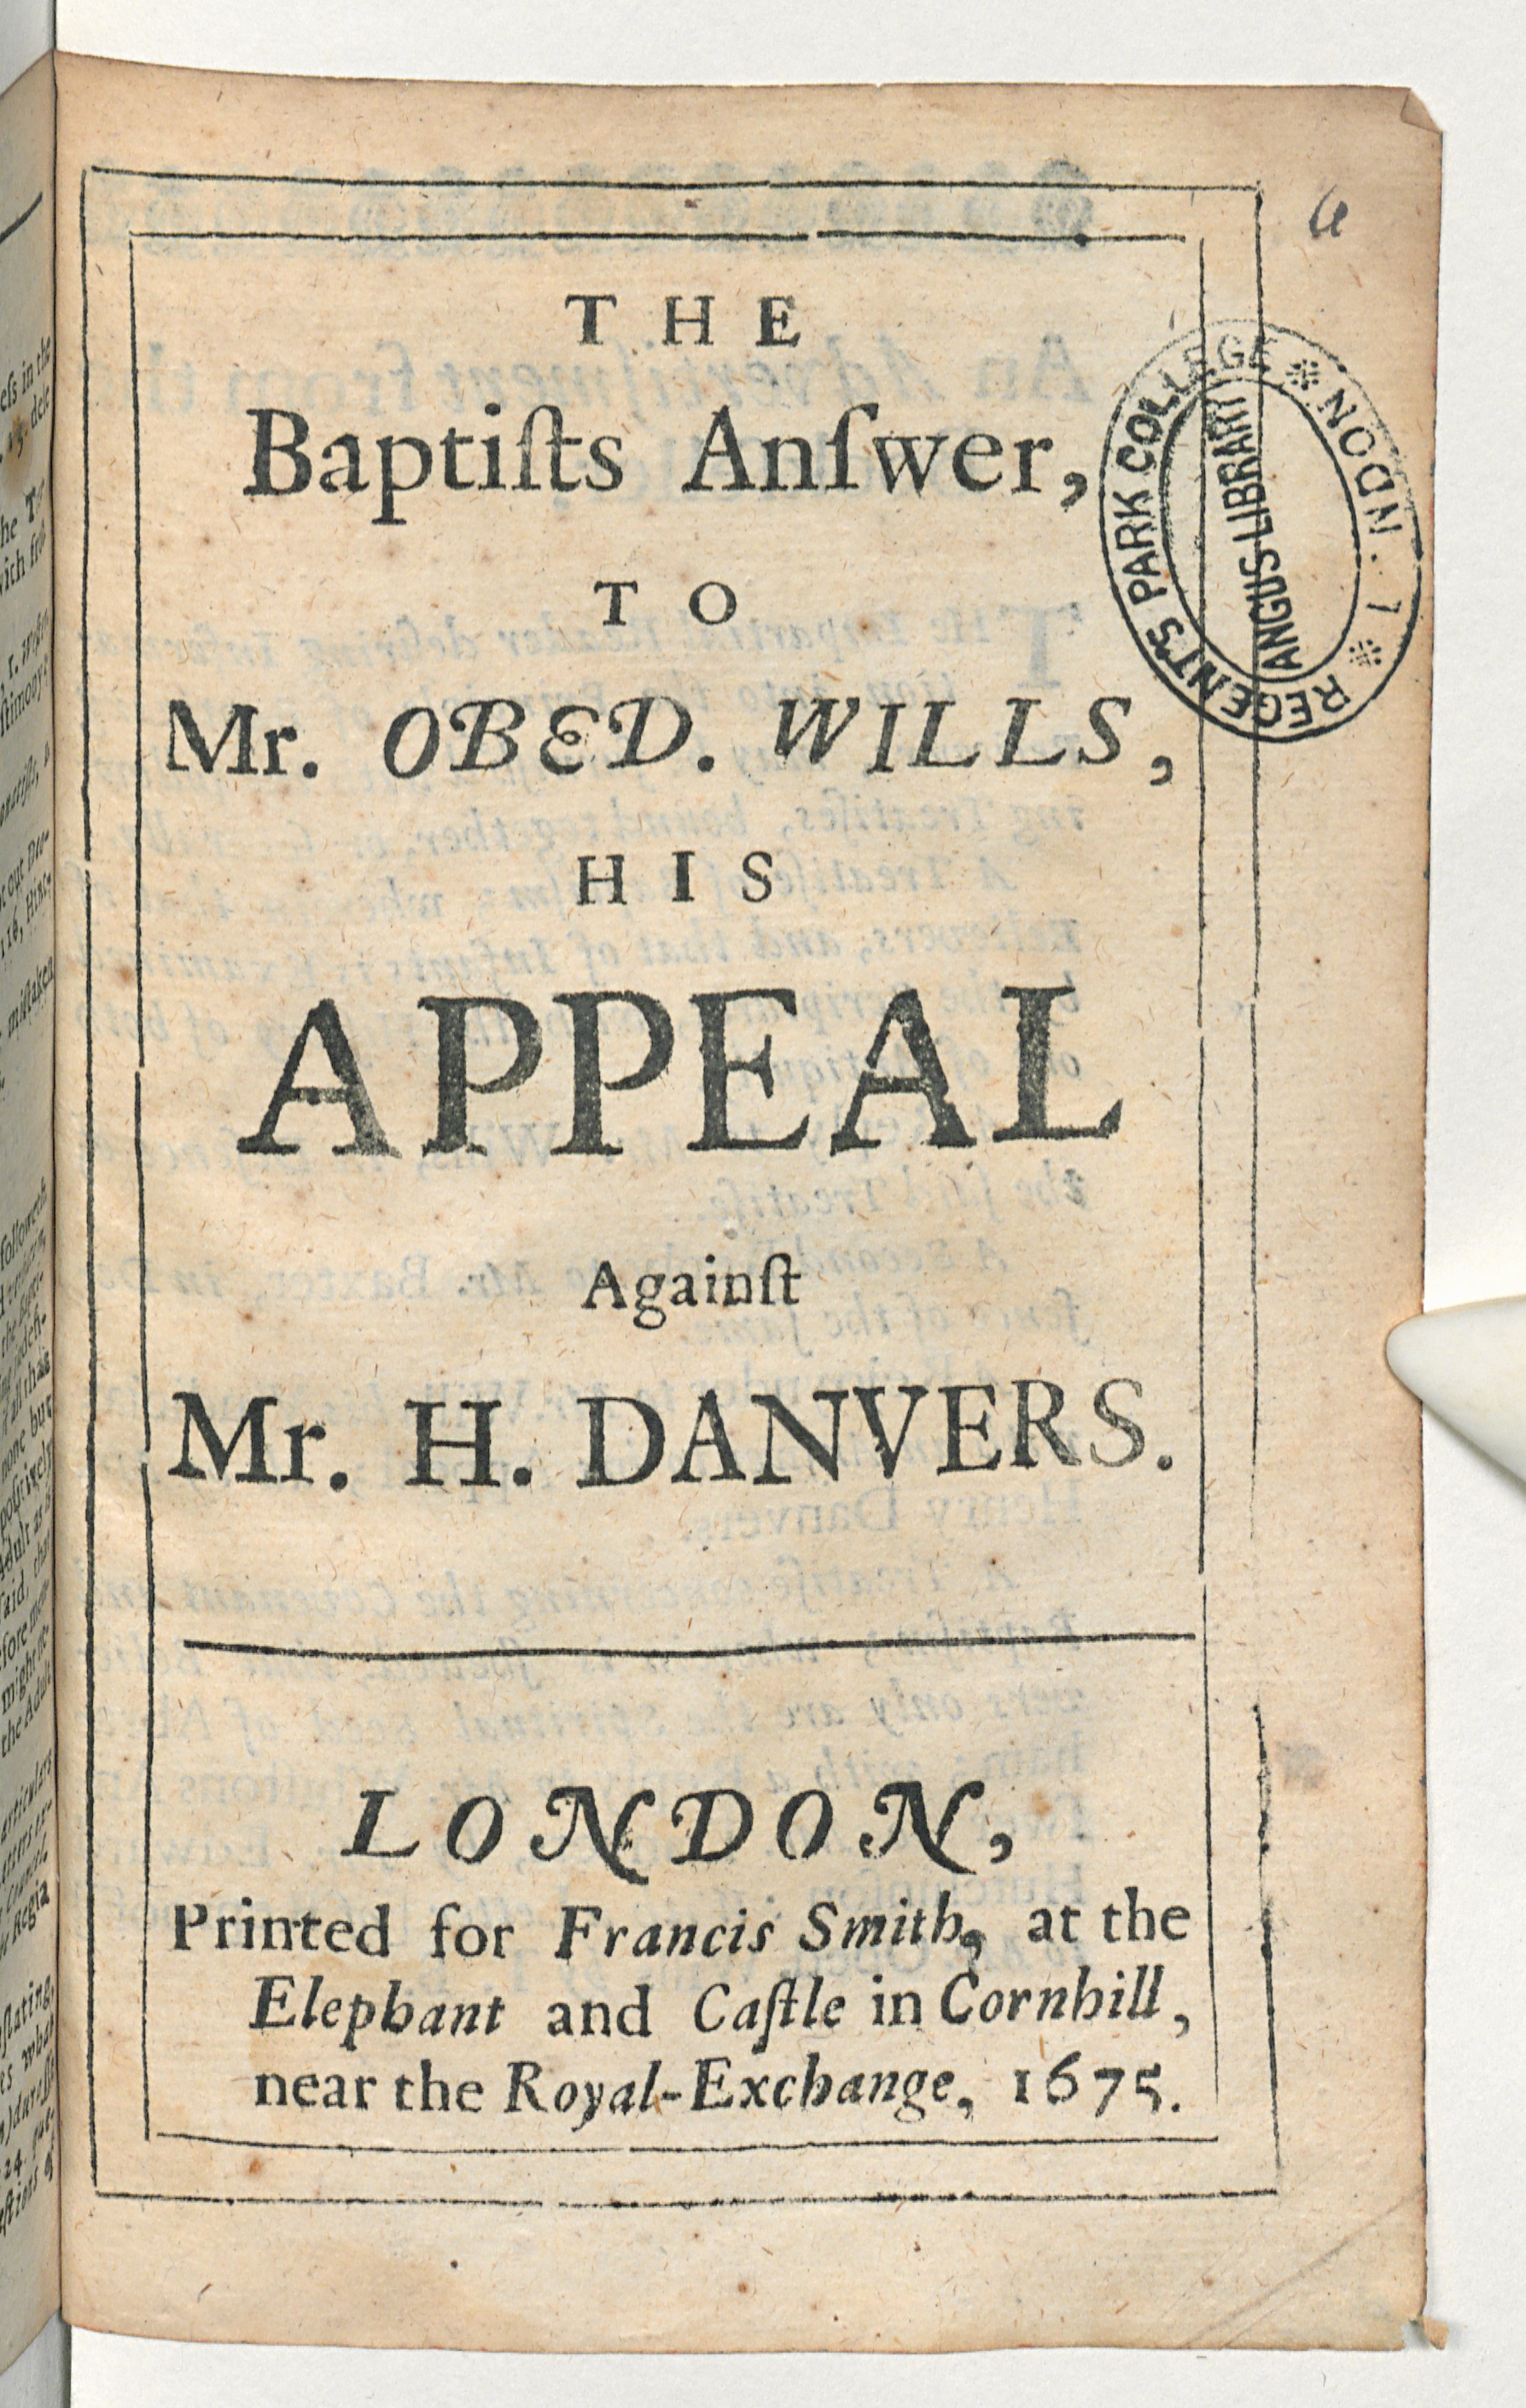 THE
Baptiſts Anſwer,
TO
Mr. OBED. WILLS,
HIS
APPEAL
Againſt
Mr. H. DANVERS.
LONDON,
Printed for Francis Smith, at the
Elephant and Caſtle in Cornhill,
near the Royal-Exchange, 1675.
REGENT'S PARK COLLEGE
LONDON
ANGUS LIBRARY